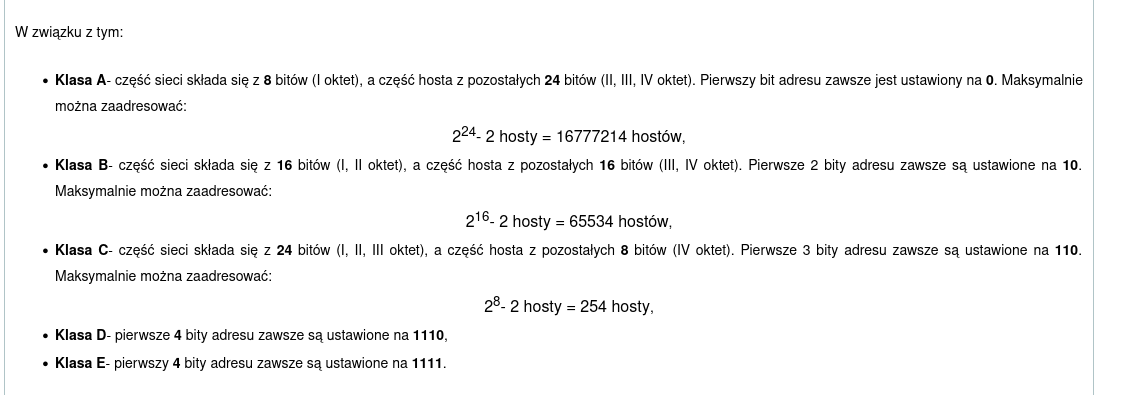 W związku z tym:
• Klasa A- część sieci składa się z 8 bitów (I oktet), a część hosta z pozostałych 24 bitów (II, III, IV oktet). Pierwszy bit adresu zawsze jest ustawiony na 0. Maksymalnie
można zaadresować:
2^24- 2 hosty = 16777214 hostów,
• Klasa B- część sieci składa się z 16 bitów (I, II oktet), a część hosta z pozostałych 16 bitów (III, IV oktet). Pierwsze 2 bity adresu zawsze są ustawione na 10.
Maksymalnie można zaadresować:
2^16- 2 hosty = 65534 hostów,
• Klasa C- część sieci składa się z 24 bitów (I, II, III oktet), a część hosta z pozostałych 8 bitów (IV oktet). Pierwsze 3 bity adresu zawsze są ustawione na 110.
Maksymalnie można zaadresować:
2^8- 2 hosty = 254 hosty,
• Klasa D- pierwsze 4 bity adresu zawsze są ustawione na 1110,
• Klasa E- pierwszy 4 bity adresu zawsze są ustawione na 1111.